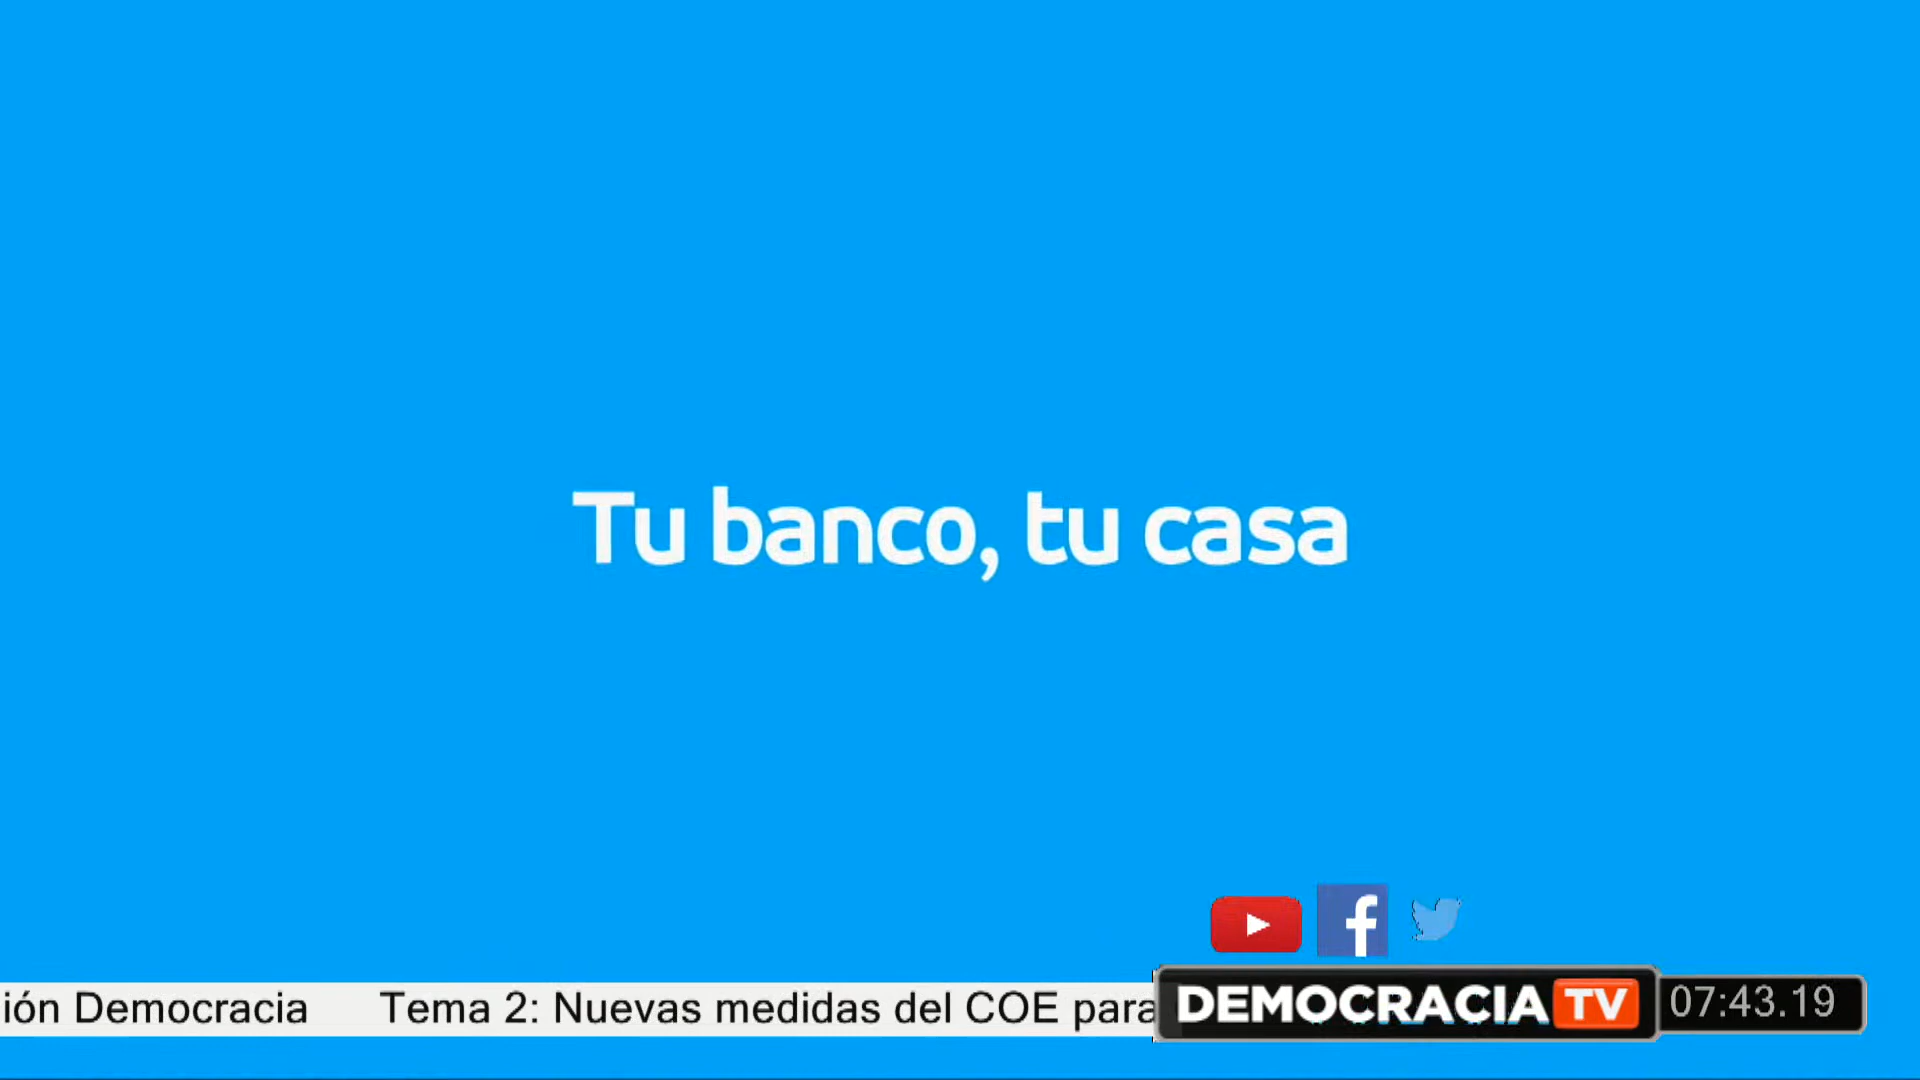 Tu banco, tu casa
ión Democracia Tema 2: Nuevas medidas del COE para
DEMOCRACIA TV 07:43.19